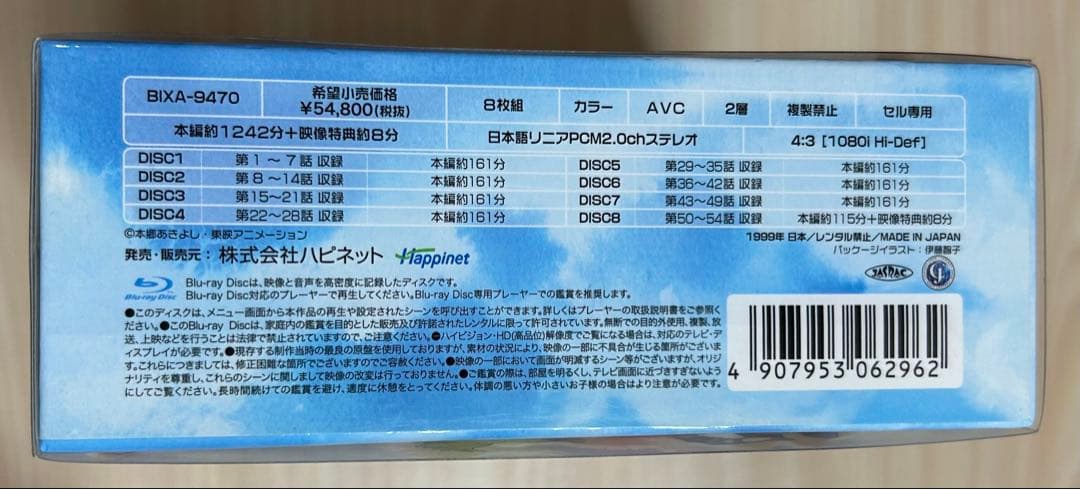 BIXA-9470 希望小売価格 ¥54,800(税抜) 8枚組 カラー AVC 2層 複製禁止 セル専用
本編約1242分+映像特典約8分 日本語リニアPCM2.0chステレオ 4:3 [1080i Hi-Def]
DISC1 第1〜7話 収録 本編約161分 DISC5 第29〜35話 収録 本編約161分
DISC2 第8〜14話 収録 本編約161分 DISC6 第36〜42話 収録 本編約161分
DISC3 第15〜21話 収録 本編約161分 DISC7 第43〜49話 収録 本編約161分
DISC4 第22〜28話 収録 本編約161分 DISC8 第50〜54話 収録 本編約115分+映像特典約8分
©本郷あきよし・東映アニメーション
1999年 日本/レンタル禁止/MADE IN JAPAN
発売・販売元:株式会社ハピネット Happinet
パッケージイラスト:伊藤智子
JASRAC
Blu-ray Disc
Blu-ray Discは、映像と音声を高密度に記録したディスクです。
Blu-ray Disc対応のプレーヤーで再生してください。Blu-ray Disc専用プレーヤーでの鑑賞を推奨します。
●このディスクは、メニュー画面から本作品の再生や設定されたシーンを呼び出すことができます。詳しくはプレーヤーの取扱説明書をご参照く
ださい。●このBlu-ray Discは、家庭内の鑑賞を目的とした販売及び許諾されたレンタルに限って許可されています。無断での目的外使用、複製、放
送、上映などを行うことは法律で禁止されていますので、ご注意ください。●ハイビジョン・HD(高品位)解像度でご覧になる場合は、対応のテレビ・デ
ィスプレイが必要です。●現存する制作当時の最良の原盤を使用しておりますが、素材の状況により、映像の一部に不具合が生じる箇所がございま
す。これらにつきましては、修正困難な箇所でございますのでご容赦ください。●映像の一部において画面が明滅するシーン等がございますが、オリジ
ナリティを尊重し、これらのシーンに関しまして映像の改変は行っておりません。●ご鑑賞の際は、部屋を明るくし、テレビ画面に近づきすぎないよう
にしてご覧ください。長時間続けての鑑賞を避け、適度に休憩をとってください。体調の悪い方や小さいお子様の場合はより注意が必要です。
4 907953 062962